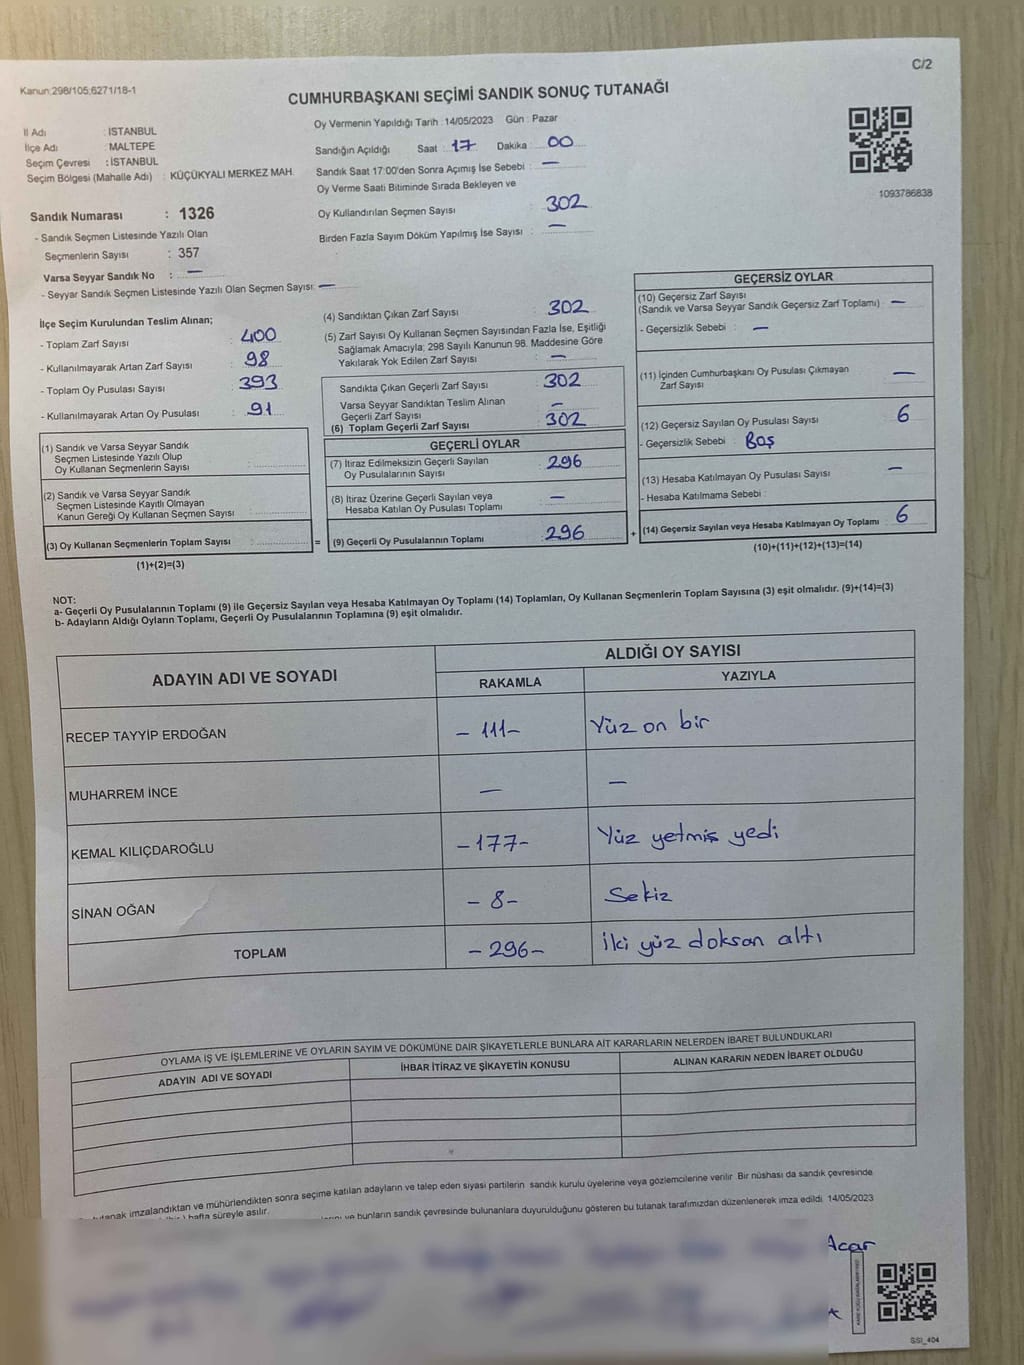 C/2
Kanun:298/105;6271/18-1
CUMHURBAŞKANI SEÇİMİ SANDIK SONUÇ TUTANAĞI
İl Adı : İSTANBUL
İlçe Adı : MALTEPE
Seçim Çevresi : İSTANBUL
Seçim Bölgesi (Mahalle Adı) : KÜÇÜKYALI MERKEZ MAH.
Sandık Numarası : 1326
- Sandık Seçmen Listesinde Yazılı Olan
Seçmenlerin Sayısı : 357
Varsa Seyyar Sandık No : —
- Seyyar Sandık Seçmen Listesinde Yazılı Olan Seçmen Sayısı: —
Oy Vermenin Yapıldığı Tarih : 14/05/2023 Gün : Pazar
Sandığın Açıldığı Saat : 17 Dakika : 00
Sandık Saat 17:00'den Sonra Açımış İse Sebebi : —
Oy Verme Saati Bitiminde Sırada Bekleyen ve
Oy Kullandırılan Seçmen Sayısı : 302
Birden Fazla Sayım Döküm Yapılmış İse Sayısı : —
1093786838
İlçe Seçim Kurulundan Teslim Alınan;
- Toplam Zarf Sayısı : 400
- Kullanılmayarak Artan Zarf Sayısı : 98
- Toplam Oy Pusulası Sayısı : 393
- Kullanılmayarak Artan Oy Pusulası : 91
(1) Sandık ve Varsa Seyyar Sandık
Seçmen Listesinde Yazılı Olup
Oy Kullanan Seçmenlerin Sayısı :
(2) Sandık ve Varsa Seyyar Sandık
Seçmen Listesinde Kayıtlı Olmayan
Kanun Gereği Oy Kullanan Seçmen Sayısı :
(3) Oy Kullanan Seçmenlerin Toplam Sayısı : =
(1)+(2)=(3)
(4) Sandıktan Çıkan Zarf Sayısı : 302
(5) Zarf Sayısı Oy Kullanan Seçmen Sayısından Fazla İse, Eşitliği
Sağlamak Amacıyla; 298 Sayılı Kanunun 98. Maddesine Göre
Yakılarak Yok Edilen Zarf Sayısı : —
Sandıkta Çıkan Geçerli Zarf Sayısı : 302
Varsa Seyyar Sandıktan Teslim Alınan
Geçerli Zarf Sayısı : —
(6) Toplam Geçerli Zarf Sayısı : 302
GEÇERLİ OYLAR
(7) İtiraz Edilmeksizin Geçerli Sayılan
Oy Pusulalarının Sayısı : 296
(8) İtiraz Üzerine Geçerli Sayılan veya
Hesaba Katılan Oy Pusulası Toplamı : —
(9) Geçerli Oy Pusulalarının Toplamı : 296 +
GEÇERSİZ OYLAR
(10) Geçersiz Zarf Sayısı
(Sandık ve Varsa Seyyar Sandık Geçersiz Zarf Toplamı) : —
- Geçersizlik Sebebi : —
(11) İçinden Cumhurbaşkanı Oy Pusulası Çıkmayan
Zarf Sayısı : —
(12) Geçersiz Sayılan Oy Pusulası Sayısı : 6
- Geçersizlik Sebebi : Boş
(13) Hesaba Katılmayan Oy Pusulası Sayısı : —
- Hesaba Katılmama Sebebi :
(14) Geçersiz Sayılan veya Hesaba Katılmayan Oy Toplamı : 6
(10)+(11)+(12)+(13)=(14)
NOT:
a- Geçerli Oy Pusulalarının Toplamı (9) ile Geçersiz Sayılan veya Hesaba Katılmayan Oy Toplamı (14) Toplamları, Oy Kullanan Seçmenlerin Toplam Sayısına (3) eşit olmalıdır. (9)+(14)=(3)
b- Adayların Aldığı Oyların Toplamı, Geçerli Oy Pusulalarının Toplamına (9) eşit olmalıdır.
ADAYIN ADI VE SOYADI
ALDIĞI OY SAYISI
RAKAMLA YAZIYLA
RECEP TAYYİP ERDOĞAN - 111- Yüz on bir
MUHARREM İNCE — —
KEMAL KILIÇDAROĞLU -177- Yüz yetmiş yedi
SİNAN OĞAN - 8- Sekiz
TOPLAM - 296- İki yüz doksan altı
OYLAMA İŞ VE İŞLEMLERİNE VE OYLARIN SAYIM VE DÖKÜMÜNE DAİR ŞİKAYETLERLE BUNLARA AİT KARARLARIN NELERDEN İBARET BULUNDUKLARI
ADAYIN ADI VE SOYADI İHBAR İTİRAZ VE ŞİKAYETİN KONUSU ALINAN KARARIN NEDEN İBARET OLDUĞU
tutanak imzalandıktan ve mühürlendikten sonra seçime katılan adayların ve talep eden siyasi partilerin sandık kurulu üyelerine veya gözlemcilerine verilir Bir nüshası da sandık çevresinde
hafta süreyle asılır.
ve bunların sandık çevresinde bulunanlara duyurulduğunu gösteren bu tutanak tarafımızdan düzenlenerek imza edildi 14/05/2023
Acar
SSİ_404